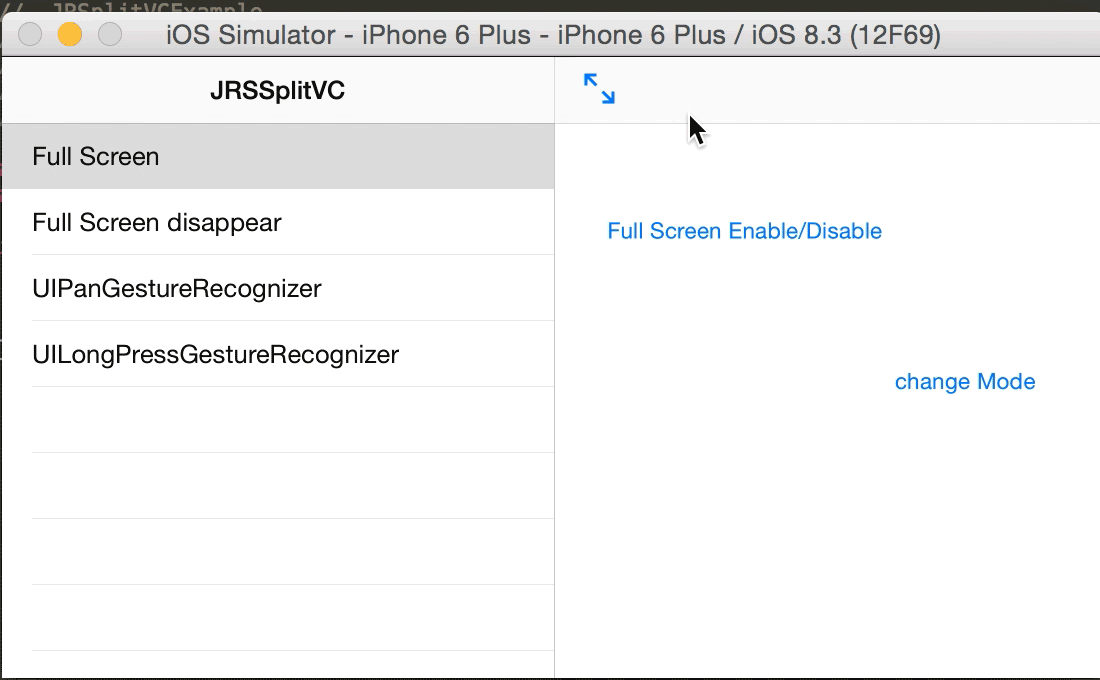 // JRSplitVCExample
iOS Simulator - iPhone 6 Plus - iPhone 6 Plus / iOS 8.3 (12F69)
JRSSplitVC
Full Screen
Full Screen disappear
UIPanGestureRecognizer
UILongPressGestureRecognizer
Full Screen Enable/Disable
change Mode